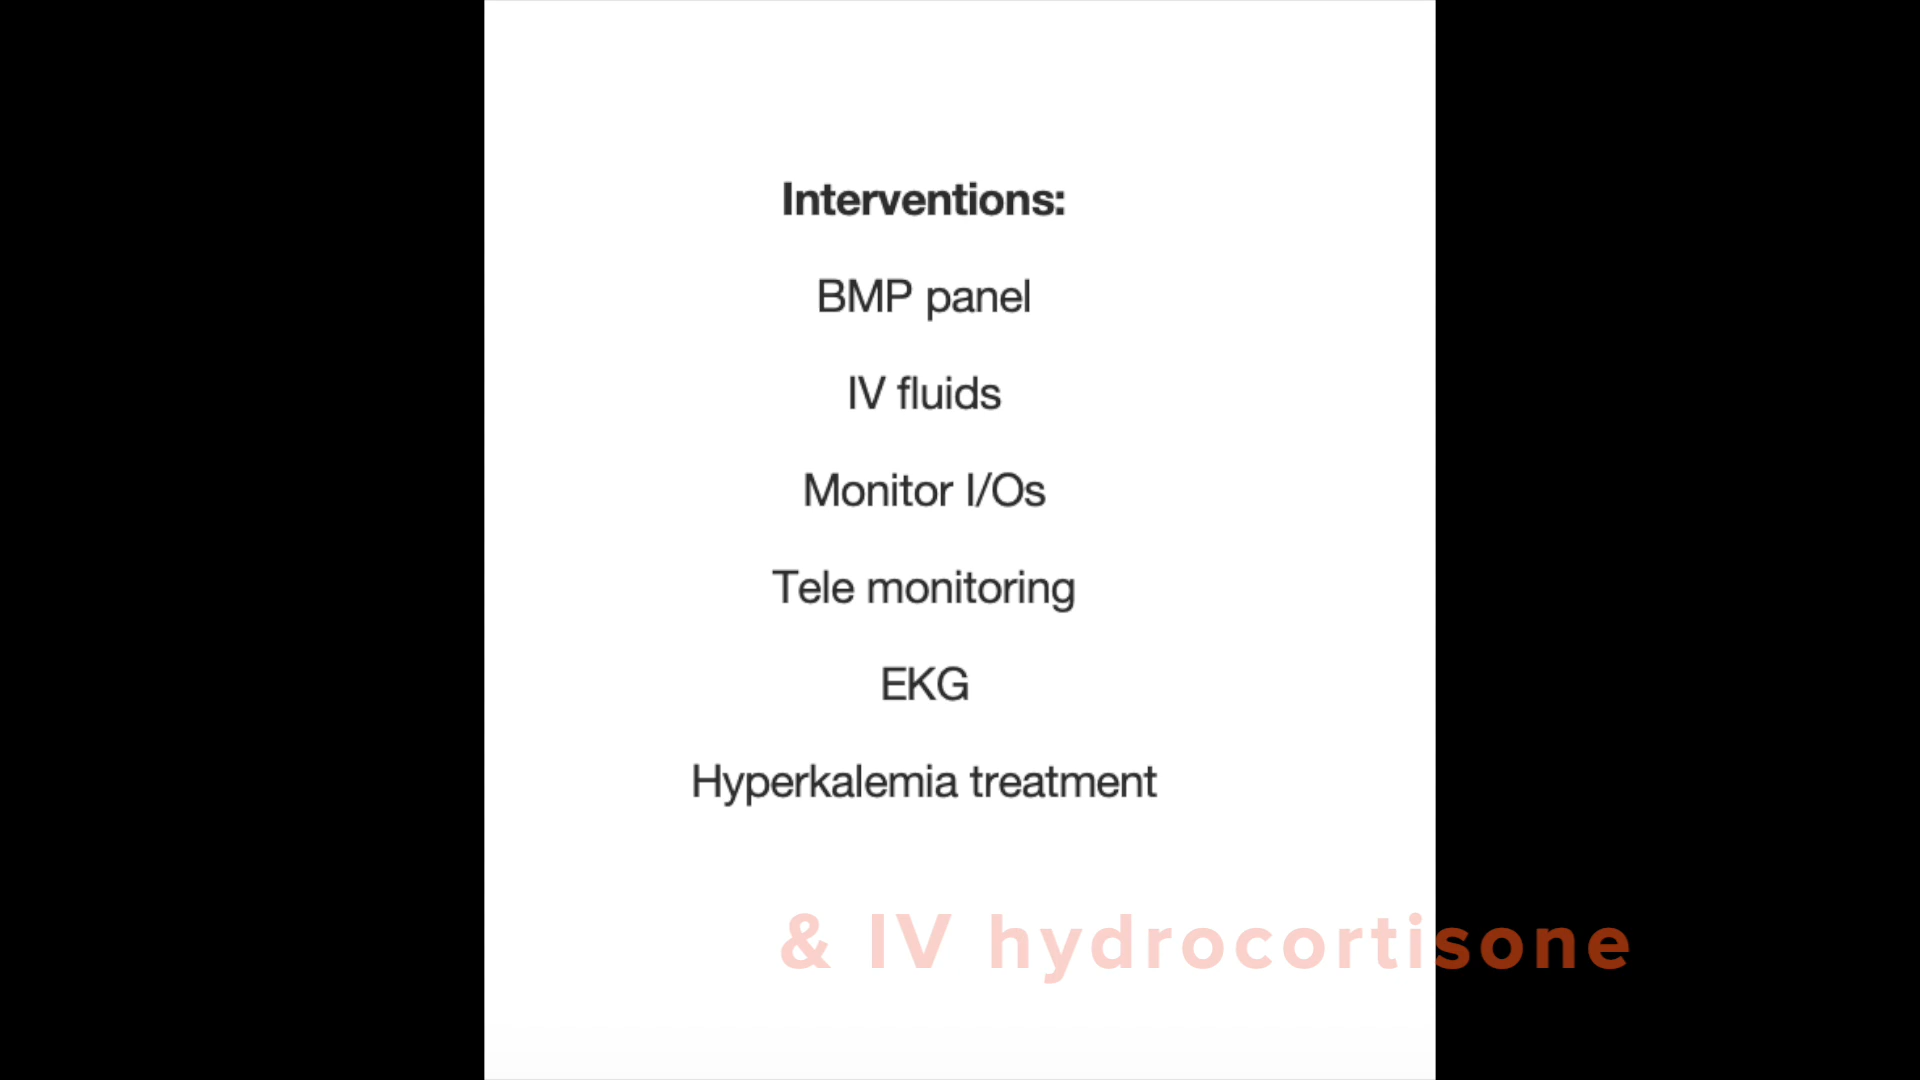 Interventions:
BMP panel
IV fluids
Monitor I/Os
Tele monitoring
EKG
Hyperkalemia treatment
& IV hydrocortisone